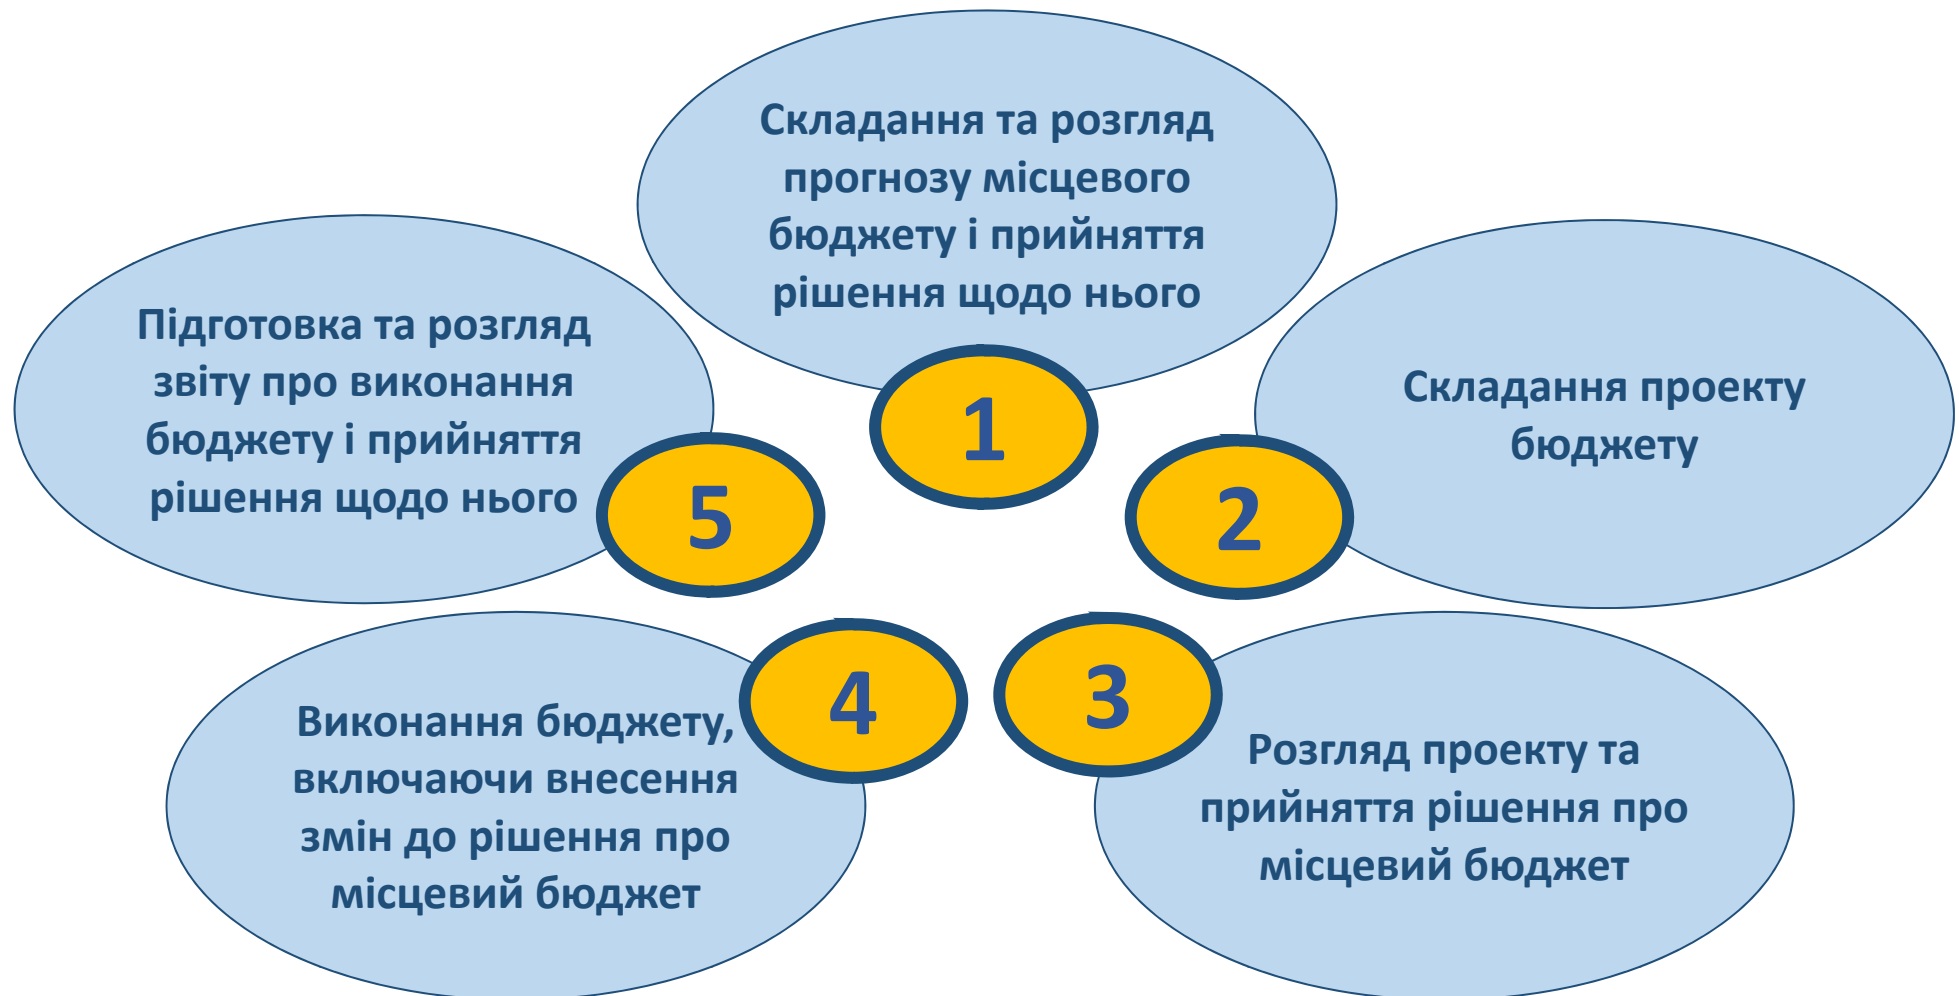 Складання та розгляд
прогнозу місцевого
бюджету і прийняття
рішення щодо нього
1
Складання проекту
бюджету
2
Розгляд проекту та
прийняття рішення про
місцевий бюджет
3
Виконання бюджету,
включаючи внесення
змін до рішення про
місцевий бюджет
4
Підготовка та розгляд
звіту про виконання
бюджету і прийняття
рішення щодо нього
5